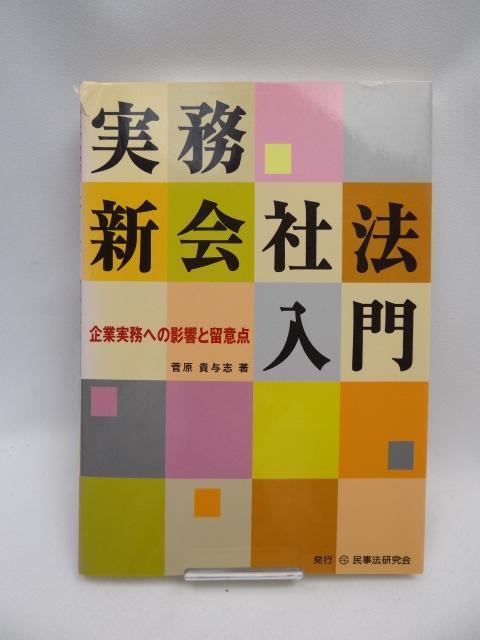 実務
新会社法
入門
企業実務への影響と留意点
菅原 貴与志 著
発行 民事法研究会